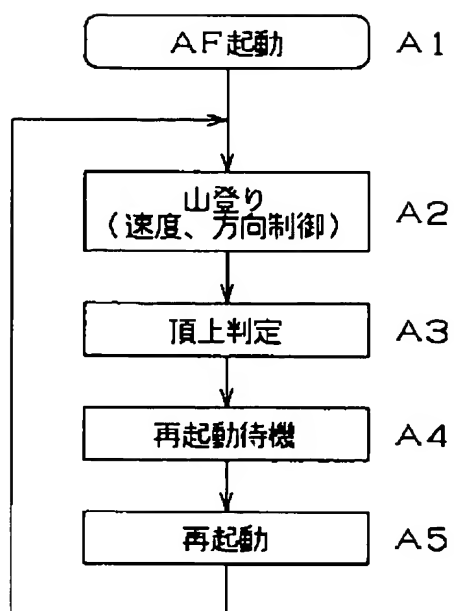 AF起動 A1
山登り
(速度、方向制御) A2
頂上判定 A3
再起動待機 A4
再起動 A5